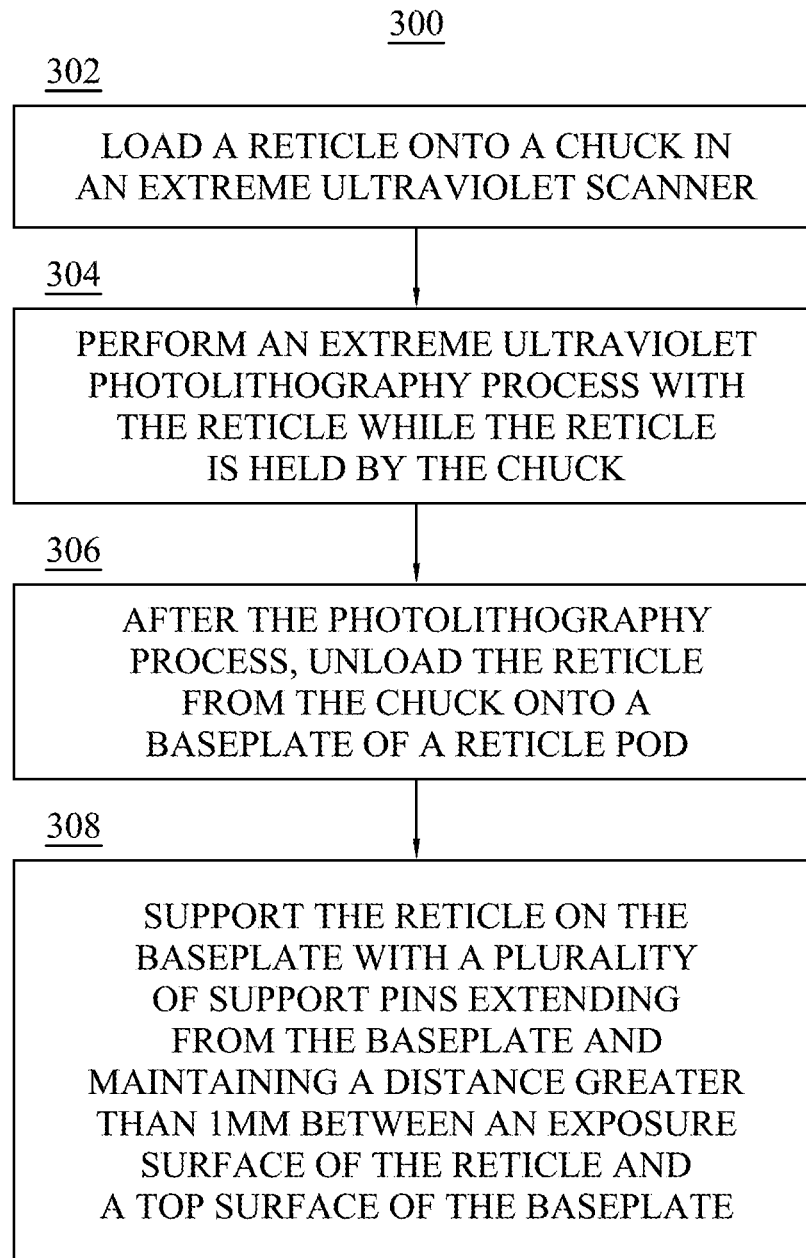 300
302
LOAD A RETICLE ONTO A CHUCK IN
AN EXTREME ULTRAVIOLET SCANNER
304
PERFORM AN EXTREME ULTRAVIOLET
PHOTOLITHOGRAPHY PROCESS WITH
THE RETICLE WHILE THE RETICLE
IS HELD BY THE CHUCK
306
AFTER THE PHOTOLITHOGRAPHY
PROCESS, UNLOAD THE RETICLE
FROM THE CHUCK ONTO A
BASEPLATE OF A RETICLE POD
308
SUPPORT THE RETICLE ON THE
BASEPLATE WITH A PLURALITY
OF SUPPORT PINS EXTENDING
FROM THE BASEPLATE AND
MAINTAINING A DISTANCE GREATER
THAN 1MM BETWEEN AN EXPOSURE
SURFACE OF THE RETICLE AND
A TOP SURFACE OF THE BASEPLATE